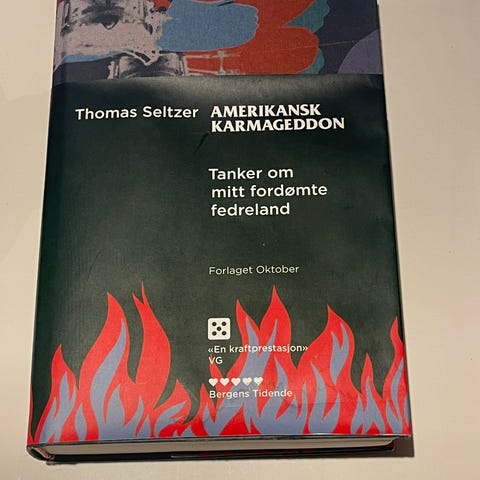 Thomas Seltzer AMERIKANSK
KARMAGEDDON
Tanker om
mitt fordømte
fedreland
Forlaget Oktober
«En kraftprestasjon»
VG
Bergens Tidende